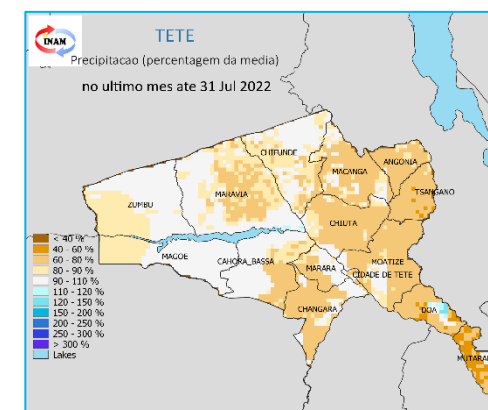 INAM
TETE
Precipitacao (percentagem da media)
no ultimo mes ate 31 Jul 2022
CHIFUNDE
ANGONIA
MACANGA
TSANGANO
MARAVIA
ZUMBU
CHIUTA
MAGOE
CAHORA_BASSA
MOATIZE
MARARA
CIDADE DE TETE
CHANGARA
DOA
MUTARA
< 40 %
40 - 60 %
60 - 80 %
80 - 90 %
90 - 110 %
110 - 120 %
120 - 150 %
150 - 200 %
200 - 250 %
250 - 300 %
> 300 %
Lakes